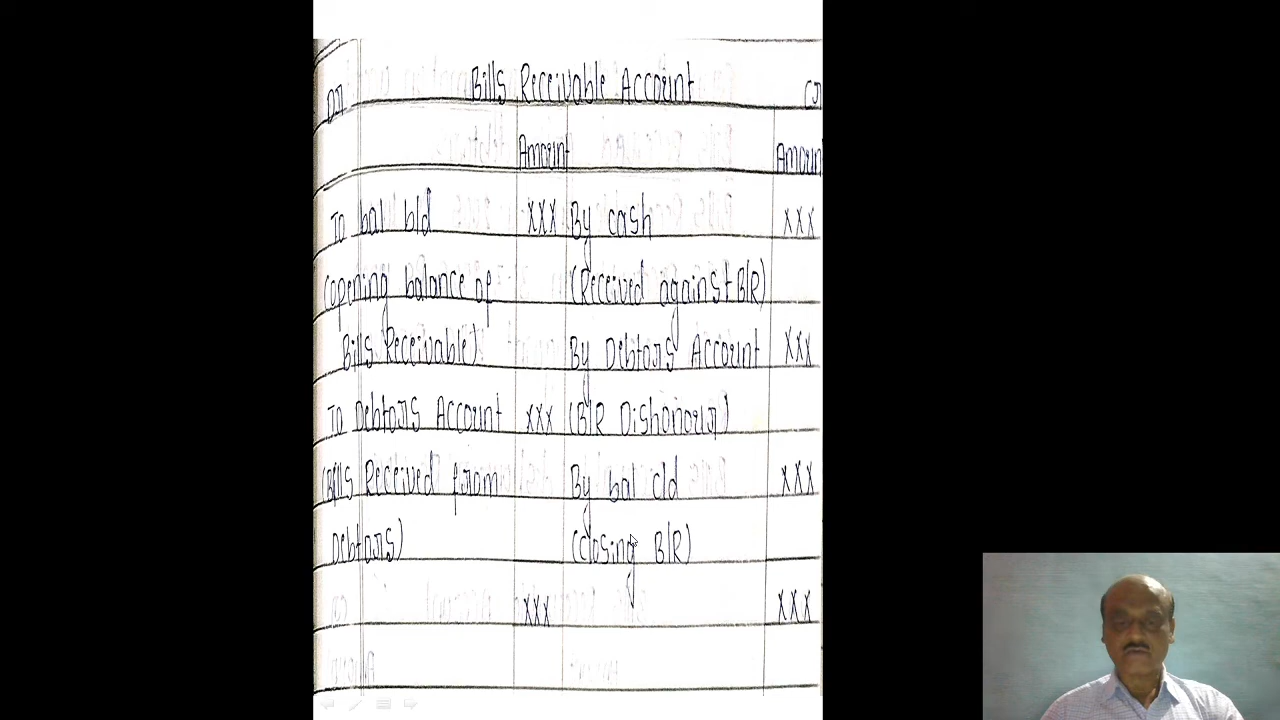 Dr Bills Receivable Account Cr
Amount Amoun
To bal b/d XXX By cash XXX
(opening balance of (Received against B/R)
Bills Receivable) By Debtors Account XXX
To Debtors Account XXX (B/R Dishonour)
(Bills Received from By bal c/d XXX
Debtors) (closing B/R)
XXX XXX